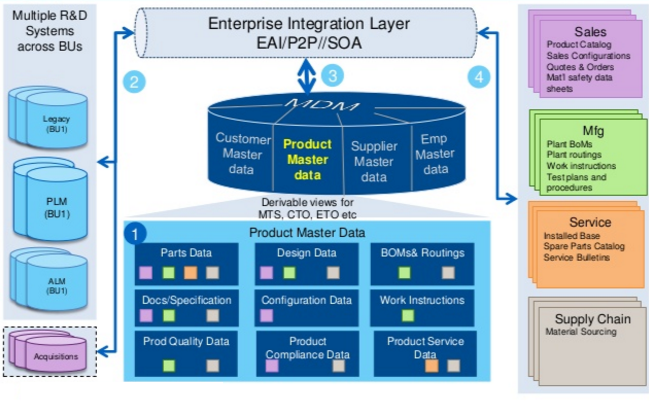 Multiple R&D
Systems
across BUs
Legacy
(BU1)
PLM
(BU1)
ALM
(BU1)
Acquisitions
Enterprise Integration Layer
EAI/P2P//SOA
2
3
4
MDM
Customer
Master
data
Product
Master
data
Supplier
Master
data
Emp
Master
data
Derivable views for
MTS, CTO, ETO etc
1
Product Master Data
Parts Data
Design Data
BOMs& Routings
Docs/Specification
Configuration Data
Work Instructions
Prod Quality Data
Product
Compliance Data
Product Service
Data
Sales
Product Catalog
Sales Configurations
Quotes & Orders
Mat'l safety data
sheets
Mfg
Plant BoMs
Plant routings
Work instructions
Test plans and
procedures
Service
Installed Base
Spare Parts Catalog
Service Bulletins
Supply Chain
Material Sourcing